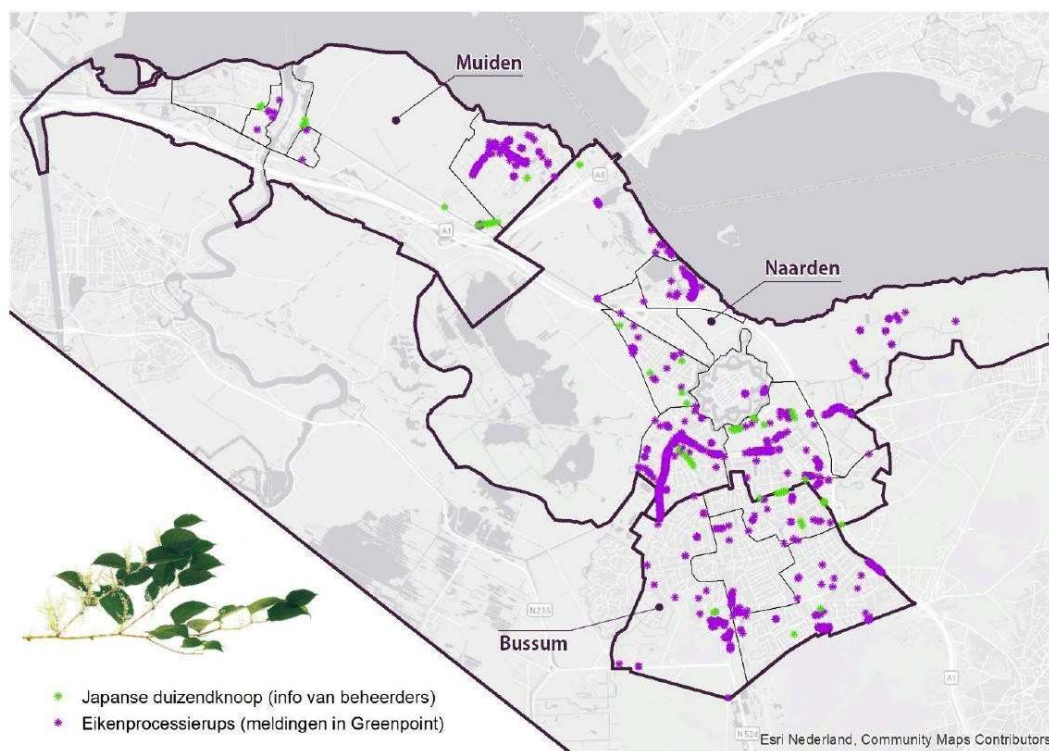 Muiden
A6
A1
Naarden
N236
Bussum
A1
Japanse duizendknoop (info van beheerders)
Eikenprocessierups (meldingen in Greenpoint)
N524
Esri Nederland, Community Maps Contributors